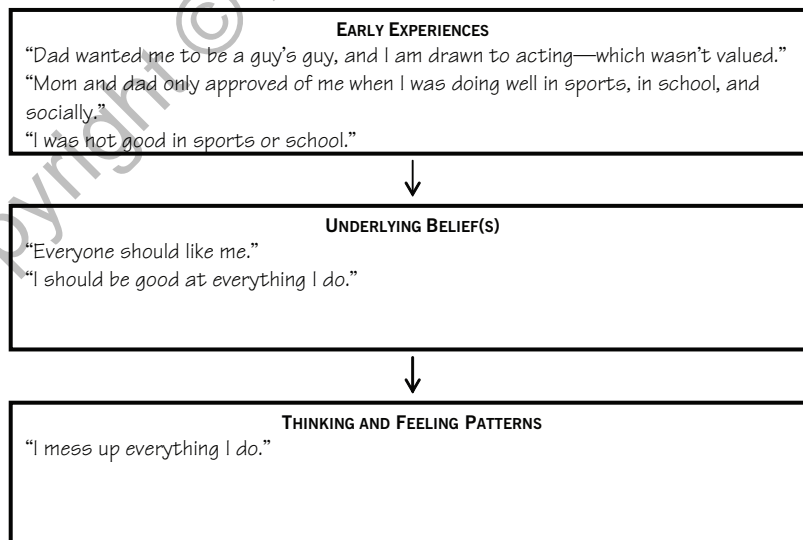 EARLY EXPERIENCES
“Dad wanted me to be a guy’s guy, and I am drawn to acting—which wasn’t valued.”
“Mom and dad only approved of me when I was doing well in sports, in school, and
socially.”
“I was not good in sports or school.”
UNDERLYING BELIEF(S)
“Everyone should like me.”
“I should be good at everything I do.”
THINKING AND FEELING PATTERNS
“I mess up everything I do.”
pyright ©